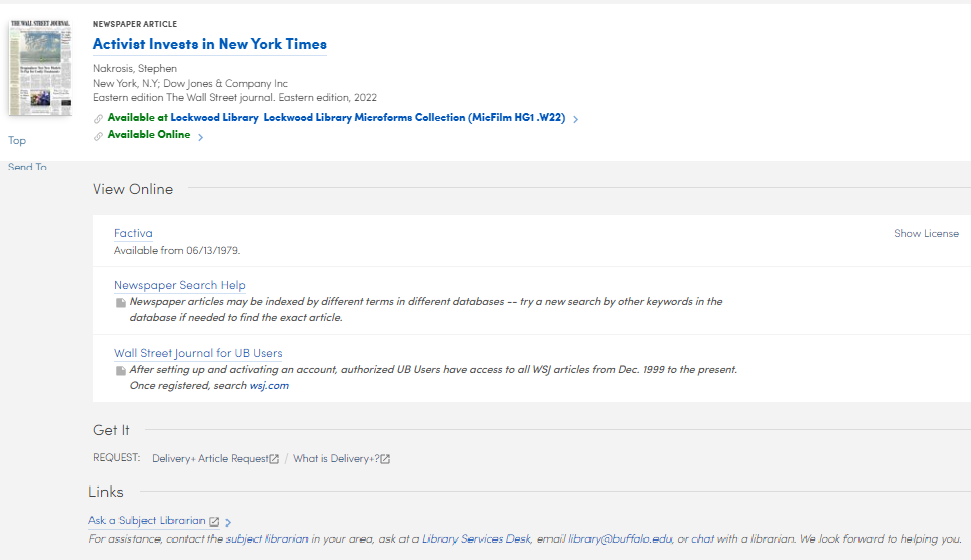 THE WALL STREET JOURNAL
NEWSPAPER ARTICLE
Activist Invests in New York Times
Nakrosis, Stephen
New York, N.Y; Dow Jones & Company Inc
Eastern edition The Wall Street journal. Eastern edition, 2022
Available at Lockwood Library Lockwood Library Microforms Collection (MicFilm HG1 .W22)
Available Online
Top
Send To
View Online
Factiva
Show License
Available from 06/13/1979.
Newspaper Search Help
Newspaper articles may be indexed by different terms in different databases -- try a new search by other keywords in the
database if needed to find the exact article.
Wall Street Journal for UB Users
After setting up and activating an account, authorized UB Users have access to all WSJ articles from Dec. 1999 to the present.
Once registered, search wsj.com
Get It
REQUEST: Delivery+ Article Request / What is Delivery+?
Links
Ask a Subject Librarian
For assistance, contact the subject librarian in your area, ask at a Library Services Desk, email library@buffalo.edu, or chat with a librarian. We look forward to helping you.